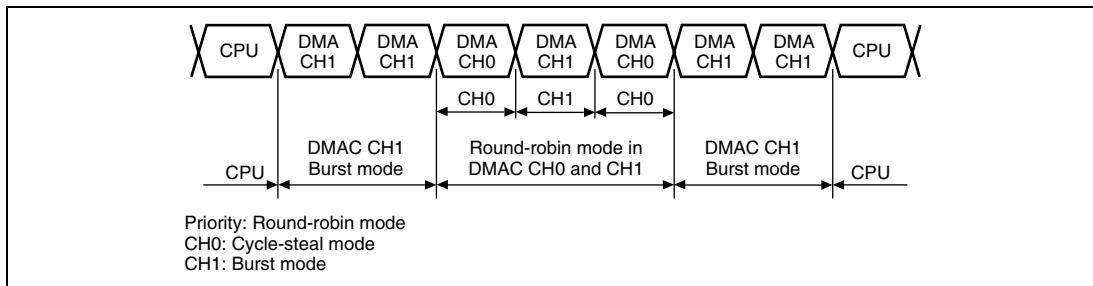 CPU DMA CH1 DMA CH1 DMA CH0 DMA CH1 DMA CH0 DMA CH1 DMA CH1 CPU
CH0 CH1 CH0
DMAC CH1 Round-robin mode in DMAC CH1
CPU Burst mode DMAC CH0 and CH1 Burst mode CPU
Priority: Round-robin mode
CH0: Cycle-steal mode
CH1: Burst mode